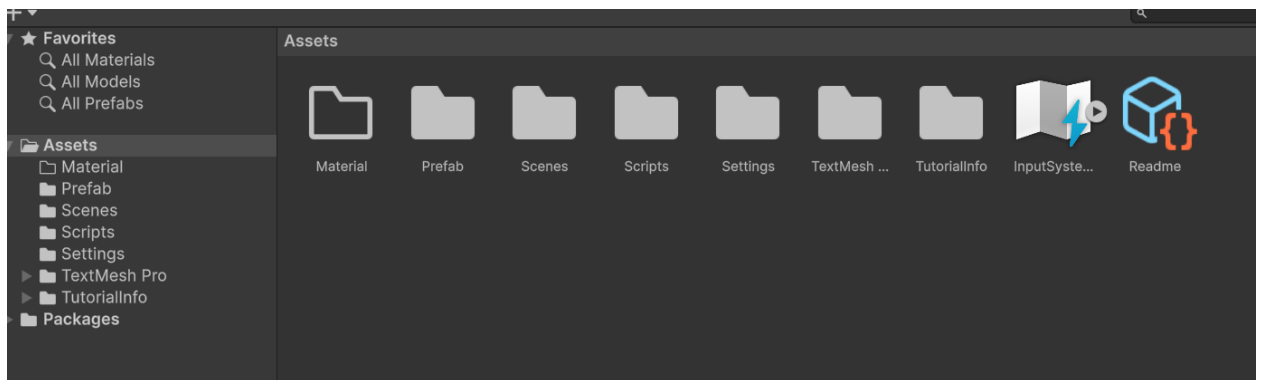 Favorites
All Materials
All Models
All Prefabs
Assets
Material
Prefab
Scenes
Scripts
Settings
TextMesh Pro
TutorialInfo
Packages
Assets
Material
Prefab
Scenes
Scripts
Settings
TextMesh ...
TutorialInfo
InputSyste...
Readme